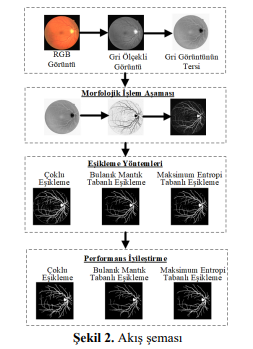 RGB Görüntü
Gri Ölçekli Görüntü
Gri Görüntünün Tersi
Morfolojik İşlem Aşaması
Eşikleme Yöntemleri
Çoklu Eşikleme
Bulanık Mantık Tabanlı Eşikleme
Maksimum Entropi Tabanlı Eşikleme
Performans İyileştirme
Çoklu Eşikleme
Bulanık Mantık Tabanlı Eşikleme
Maksimum Entropi Tabanlı Eşikleme
Şekil 2. Akış şeması